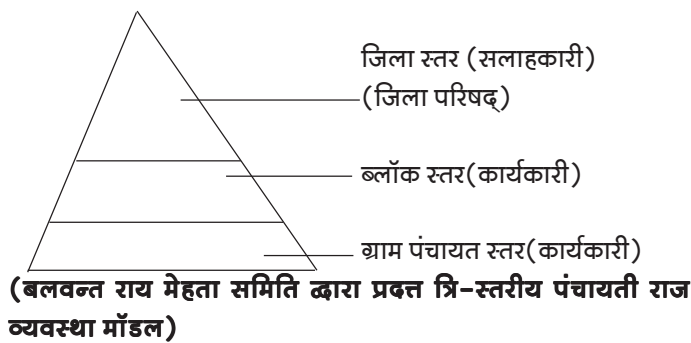 जिला स्तर (सलाहकारी)
(जिला परिषद्)
ब्लॉक स्तर(कार्यकारी)
ग्राम पंचायत स्तर(कार्यकारी)
(बलवन्त राय मेहता समिति द्वारा प्रदत्त त्रि-स्तरीय पंचायती राज
व्यवस्था मॉडल)